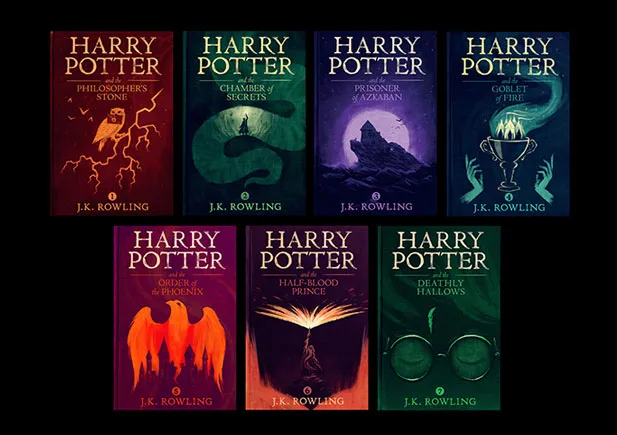 HARRY
POTTER
and the
PHILOSOPHER'S
STONE
1
J.K. ROWLING
HARRY
POTTER
and the
CHAMBER of
SECRETS
2
J.K. ROWLING
HARRY
POTTER
and the
PRISONER
of AZKABAN
3
J.K. ROWLING
HARRY
POTTER
and the
GOBLET
of FIRE
4
J.K. ROWLING
HARRY
POTTER
and the
ORDER of
the PHOENIX
5
J.K. ROWLING
HARRY
POTTER
and the
HALF-BLOOD
PRINCE
6
J.K. ROWLING
HARRY
POTTER
and the
DEATHLY
HALLOWS
7
J.K. ROWLING